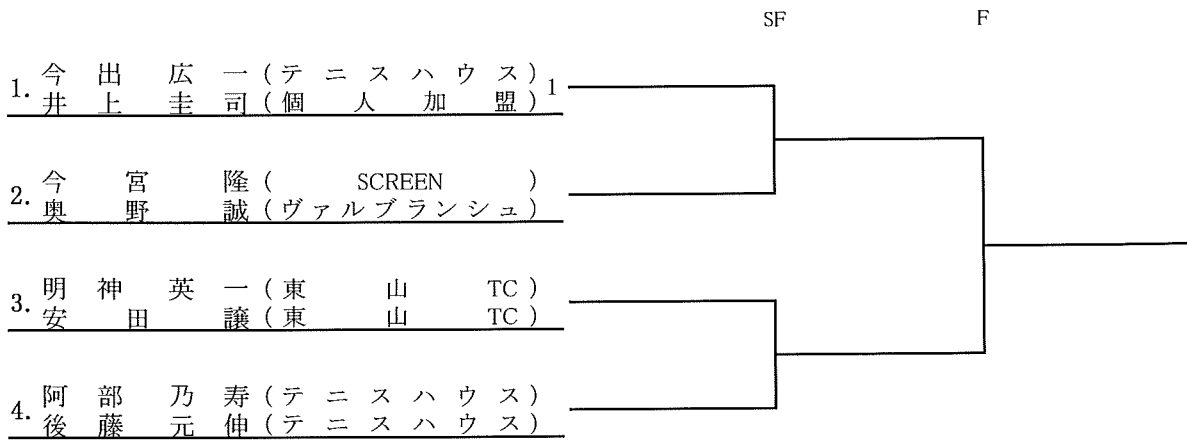 SF F
1. 今出広一(テニスハウス) 1
井上圭司(個人加盟)
2. 今宮隆(SCREEN)
奥野誠(ヴァルブランシュ)
3. 明神英一(東山TC)
安田譲(東山TC)
4. 阿部乃寿(テニスハウス)
後藤元伸(テニスハウス)